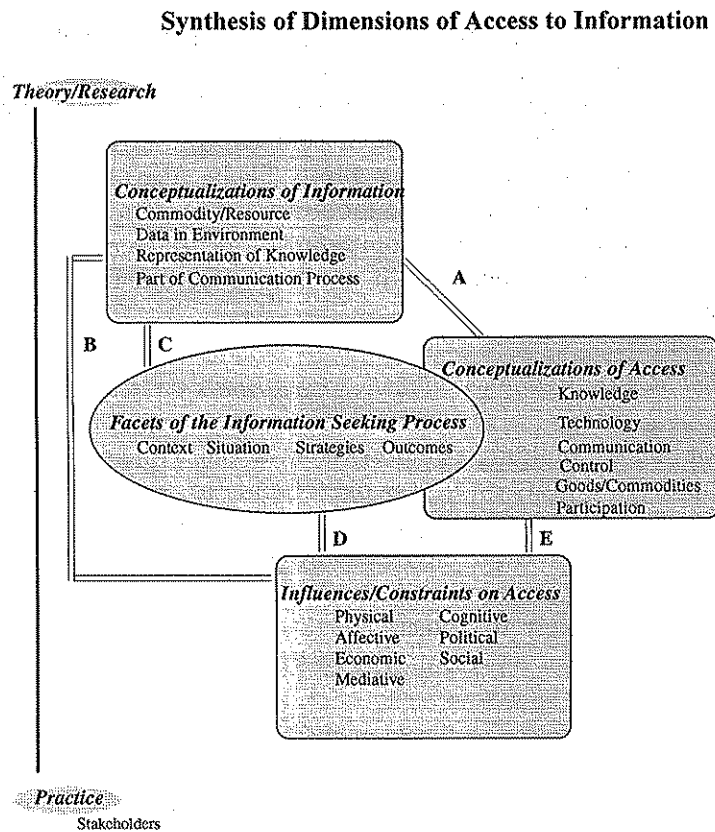 Synthesis of Dimensions of Access to Information
Theory/Research
Conceptualizations of Information
Commodity/Resource
Data in Environment
Representation of Knowledge
Part of Communication Process
A
B
C
Conceptualizations of Access
Knowledge
Technology
Communication
Control
Goods/Commodities
Participation
Facets of the Information Seeking Process
Context Situation Strategies Outcomes
D
E
Influences/Constraints on Access
Physical Cognitive
Affective Political
Economic Social
Mediative
Practice
Stakeholders